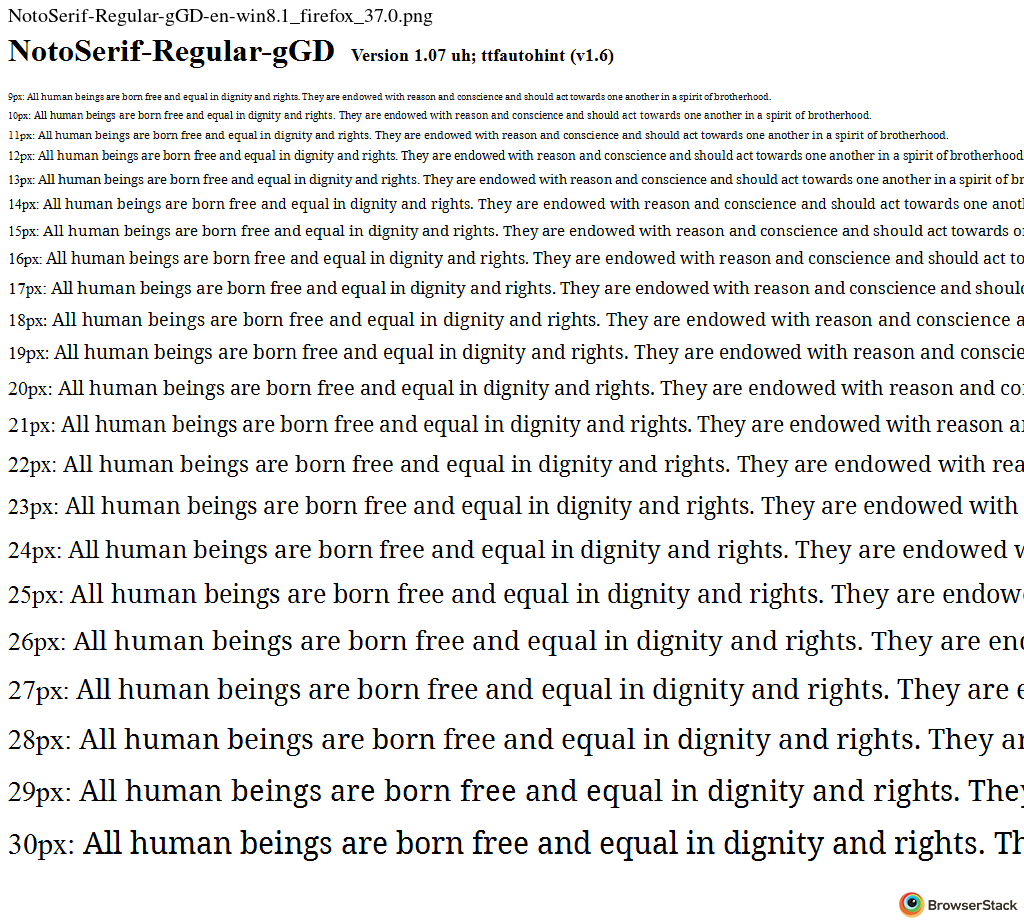 NotoSerif-Regular-gGD-en-win8.1_firefox_37.0.png
NotoSerif-Regular-gGD Version 1.07 uh; ttfautohint (v1.6)
9px: All human beings are born free and equal in dignity and rights. They are endowed with reason and conscience and should act towards one another in a spirit of brotherhood.
10px: All human beings are born free and equal in dignity and rights. They are endowed with reason and conscience and should act towards one another in a spirit of brotherhood.
11px: All human beings are born free and equal in dignity and rights. They are endowed with reason and conscience and should act towards one another in a spirit of brotherhood.
12px: All human beings are born free and equal in dignity and rights. They are endowed with reason and conscience and should act towards one another in a spirit of brotherhood
13px: All human beings are born free and equal in dignity and rights. They are endowed with reason and conscience and should act towards one another in a spirit of br
14px: All human beings are born free and equal in dignity and rights. They are endowed with reason and conscience and should act towards one anot
15px: All human beings are born free and equal in dignity and rights. They are endowed with reason and conscience and should act towards o
16px: All human beings are born free and equal in dignity and rights. They are endowed with reason and conscience and should act to
17px: All human beings are born free and equal in dignity and rights. They are endowed with reason and conscience and should
18px: All human beings are born free and equal in dignity and rights. They are endowed with reason and conscience a
19px: All human beings are born free and equal in dignity and rights. They are endowed with reason and conscie
20px: All human beings are born free and equal in dignity and rights. They are endowed with reason and co
21px: All human beings are born free and equal in dignity and rights. They are endowed with reason a
22px: All human beings are born free and equal in dignity and rights. They are endowed with rea
23px: All human beings are born free and equal in dignity and rights. They are endowed with
24px: All human beings are born free and equal in dignity and rights. They are endowed w
25px: All human beings are born free and equal in dignity and rights. They are endow
26px: All human beings are born free and equal in dignity and rights. They are end
27px: All human beings are born free and equal in dignity and rights. They are e
28px: All human beings are born free and equal in dignity and rights. They ar
29px: All human beings are born free and equal in dignity and rights. They
30px: All human beings are born free and equal in dignity and rights. Th
BrowserStack